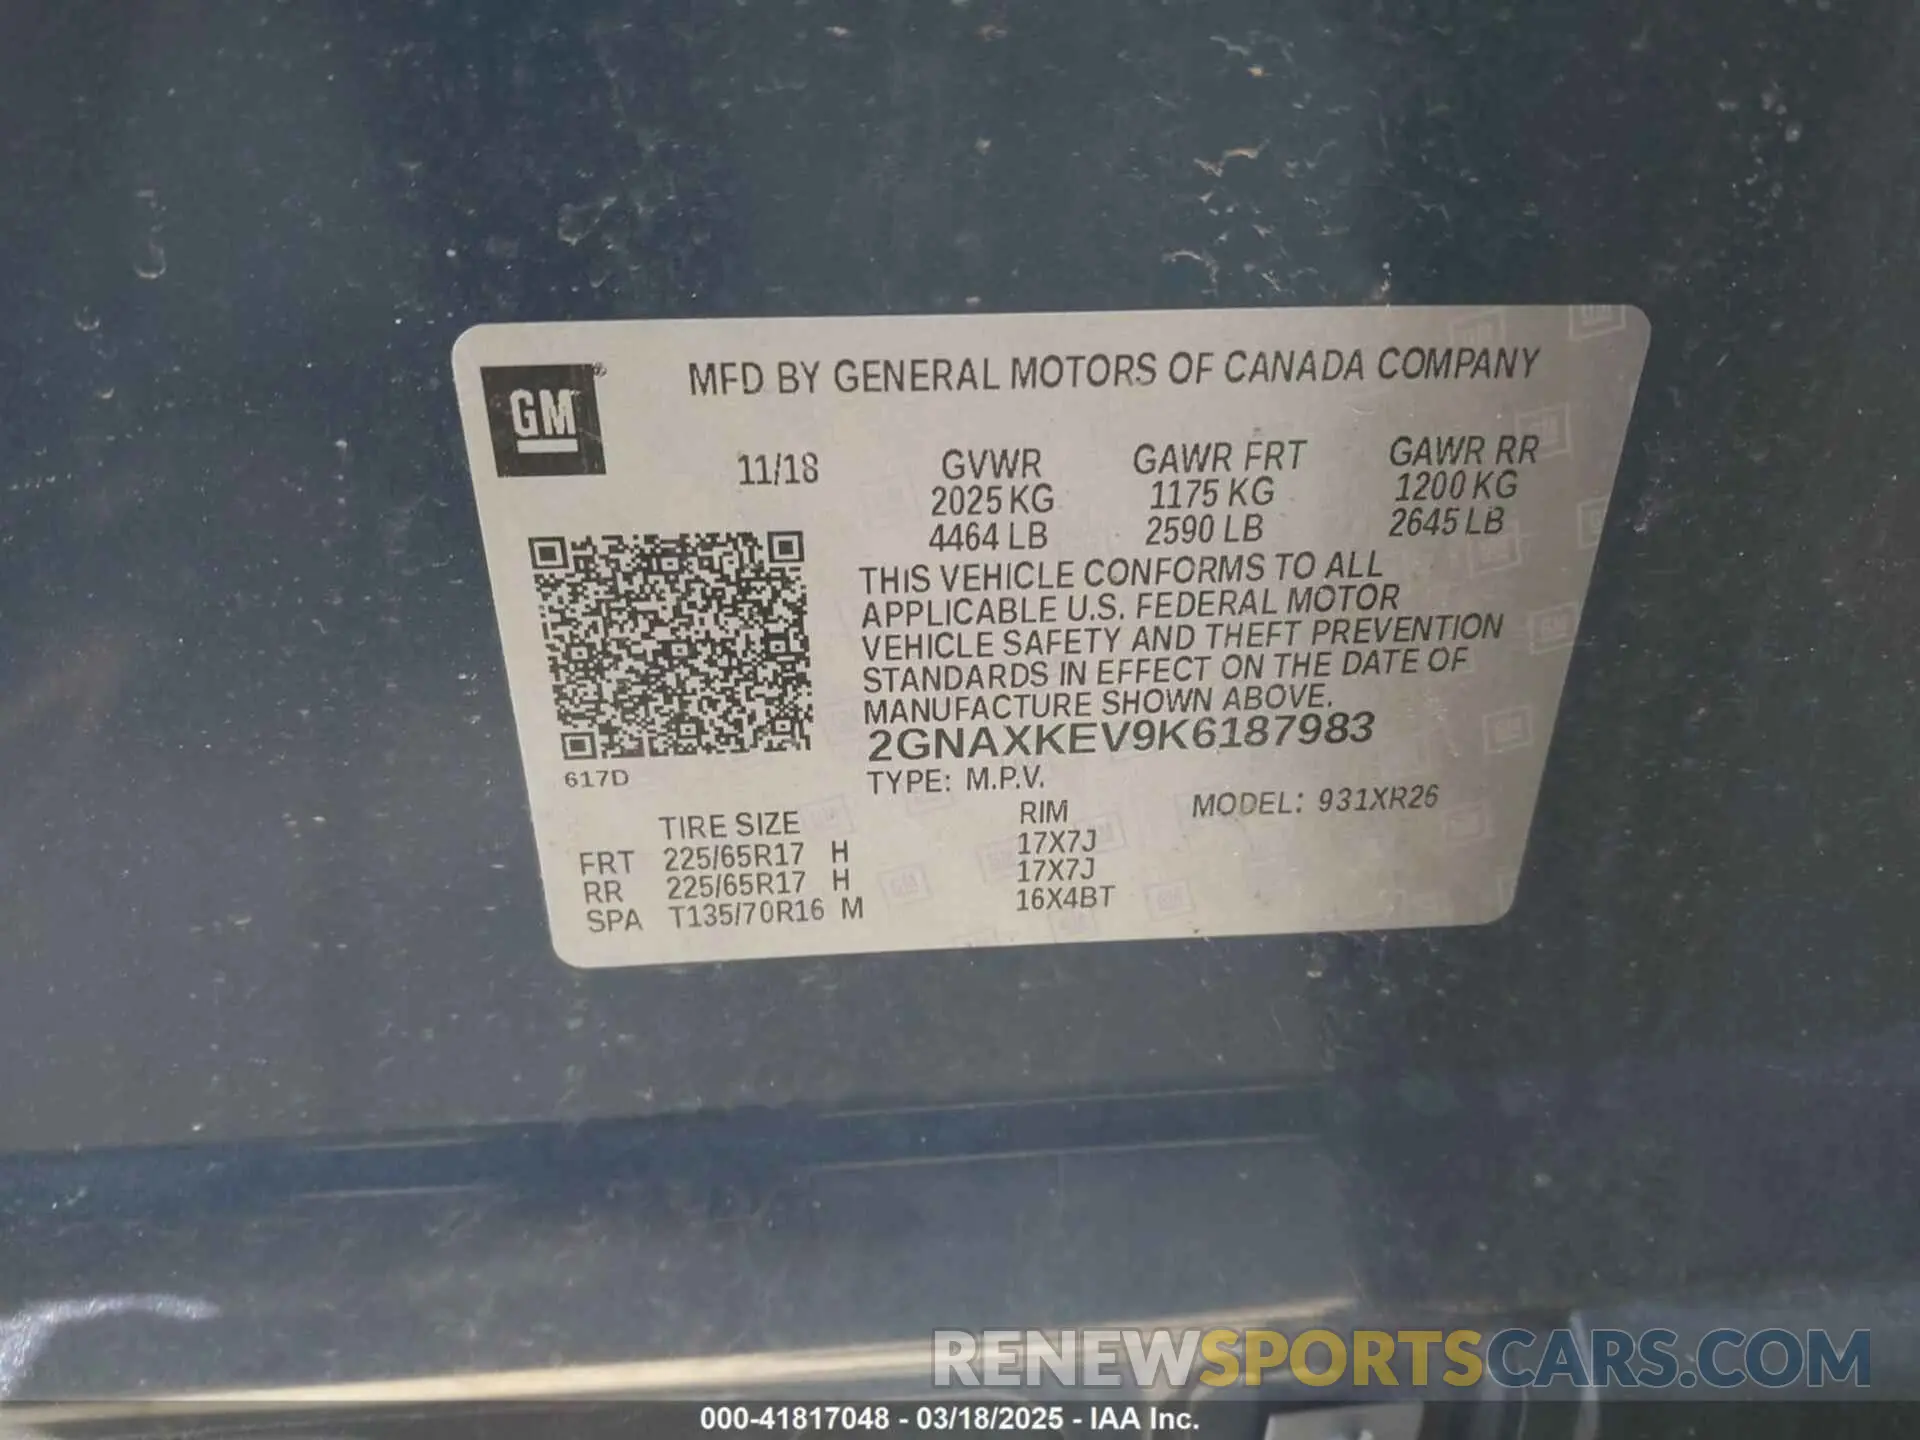 GM®
MFD BY GENERAL MOTORS OF CANADA COMPANY
11/18 GVWR GAWR FRT GAWR RR
2025 KG 1175 KG 1200 KG
4464 LB 2590 LB 2645 LB
THIS VEHICLE CONFORMS TO ALL
APPLICABLE U.S. FEDERAL MOTOR
VEHICLE SAFETY AND THEFT PREVENTION
STANDARDS IN EFFECT ON THE DATE OF
MANUFACTURE SHOWN ABOVE.
2GNAXKEV9K6187983
617D
TYPE: M.P.V.
MODEL: 931XR26
TIRE SIZE RIM
FRT 225/65R17 H 17X7J
RR 225/65R17 H 17X7J
SPA T135/70R16 M 16X4BT
RENEWSPORTSCARS.COM
000-41817048 - 03/18/2025 - IAA Inc.